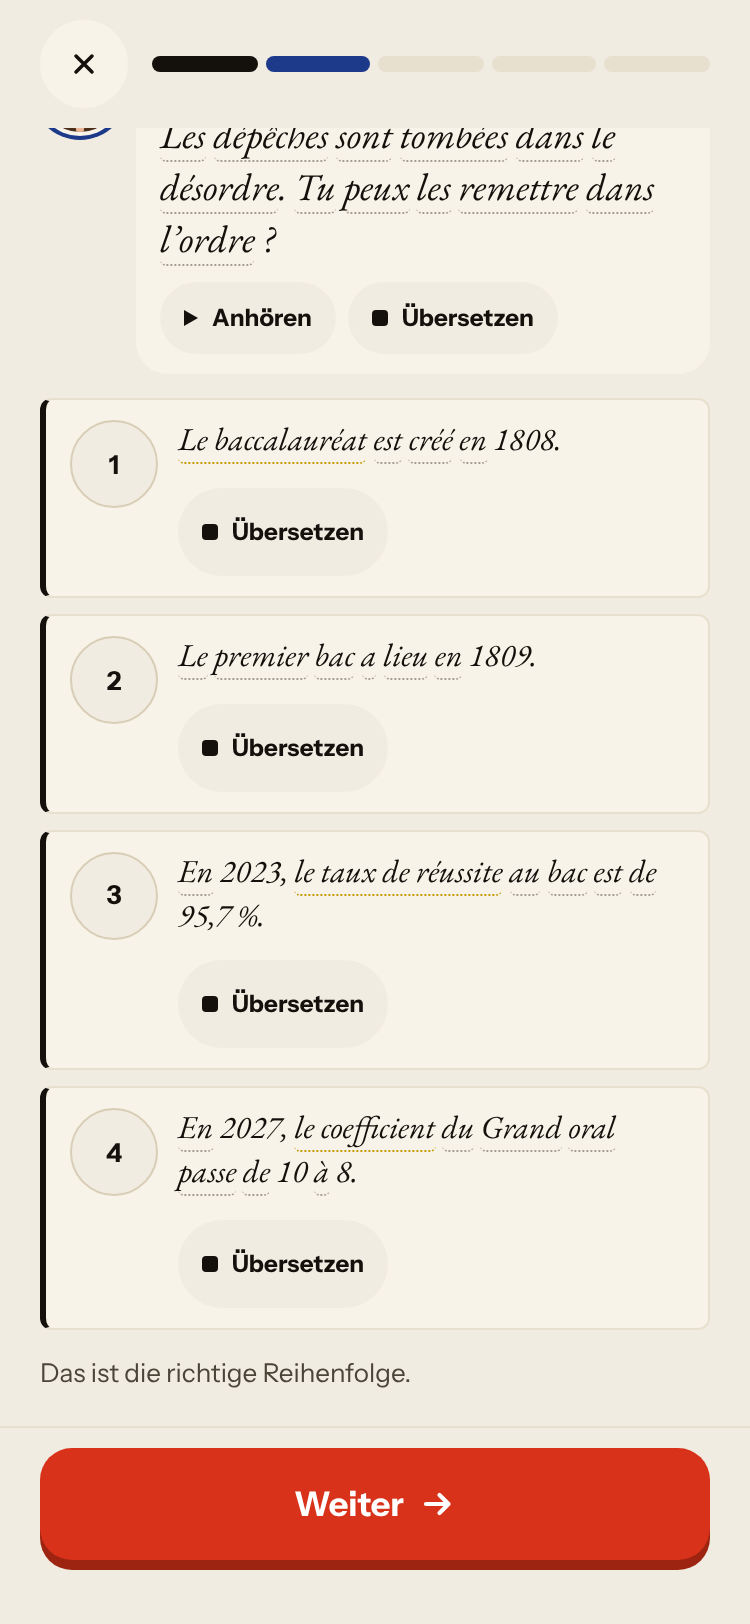 Les dépêches sont tombées dans le
désordre. Tu peux les remettre dans
l’ordre ?
Anhören
Übersetzen
1
Le baccalauréat est créé en 1808.
Übersetzen
2
Le premier bac a lieu en 1809.
Übersetzen
3
En 2023, le taux de réussite au bac est de
95,7 %.
Übersetzen
4
En 2027, le coefficient du Grand oral
passe de 10 à 8.
Übersetzen
Das ist die richtige Reihenfolge.
Weiter →